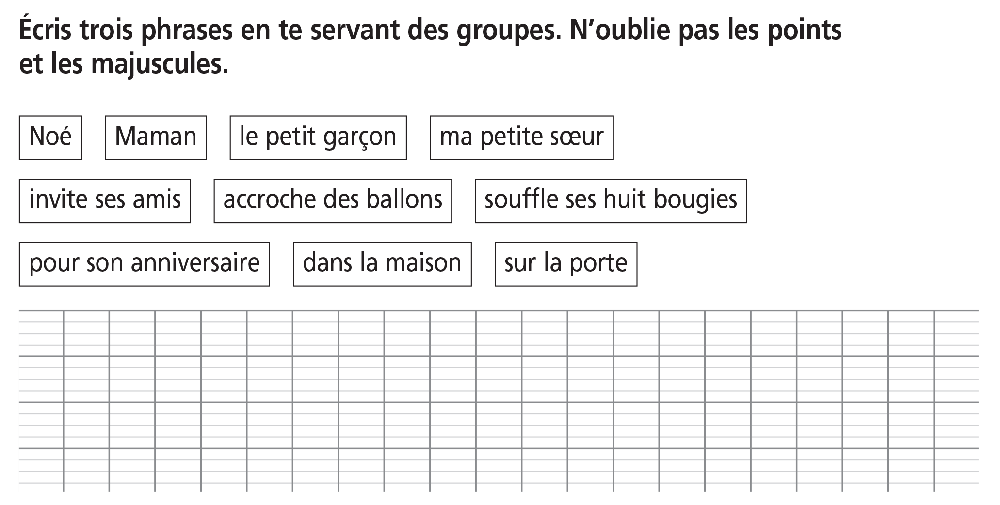 Écris trois phrases en te servant des groupes. N’oublie pas les points
et les majuscules.
Noé Maman le petit garçon ma petite sœur
invite ses amis accroche des ballons souffle ses huit bougies
pour son anniversaire dans la maison sur la porte